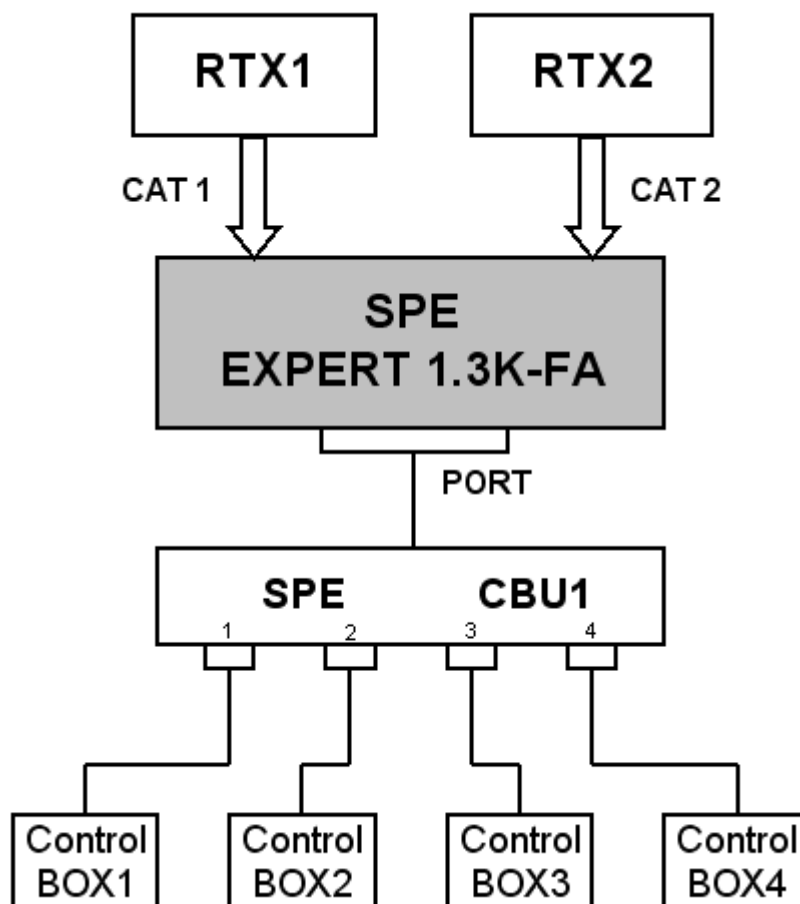 RTX1 RTX2
CAT 1 CAT 2
SPE
EXPERT 1.3K-FA
PORT
SPE CBU1
1 2 3 4
Control Control Control Control
BOX1 BOX2 BOX3 BOX4